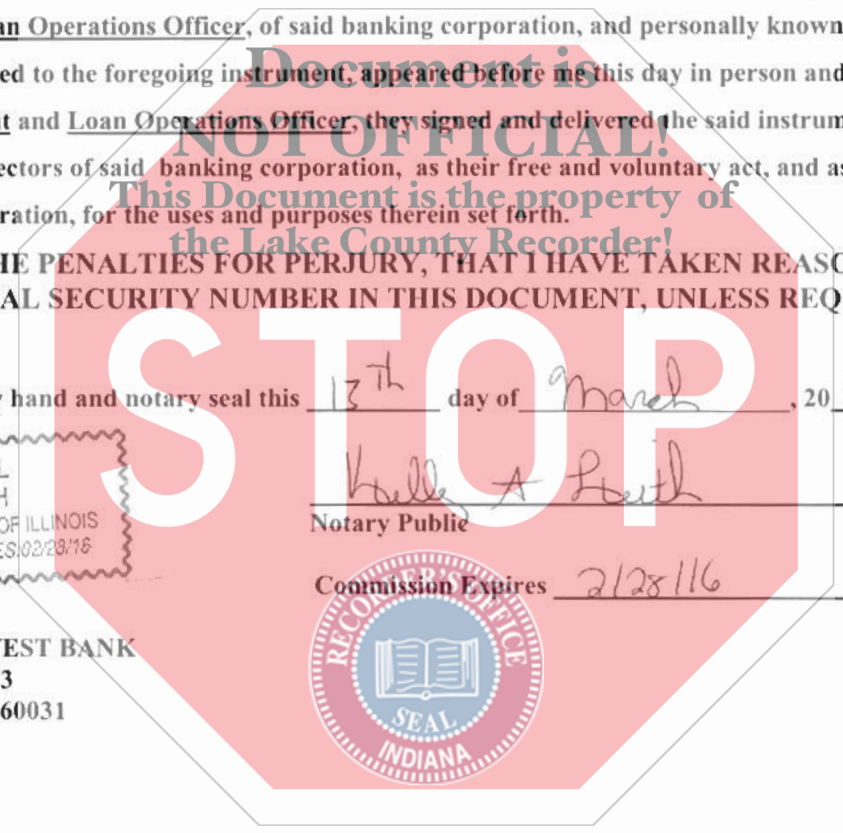 an Operations Officer, of said banking corporation, and personally known
ed to the foregoing instrument, appeared before me this day in person and
t and Loan Operations Officer, they signed and delivered the said instrum
ectors of said banking corporation, as their free and voluntary act, and as
ration, for the uses and purposes therein set forth.
Document is
NOT OFFICIAL!
This Document is the property of
the Lake County Recorder!
HE PENALTIES FOR PERJURY, THAT I HAVE TAKEN REASO
AL SECURITY NUMBER IN THIS DOCUMENT, UNLESS REQ
STOP
hand and notary seal this 13th day of March, 20
L
H
OF ILLINOIS
ES:02/28/16
Kelly A
Notary Public
Commission Expires 2/28/16
RECORDER'S OFFICE
SEAL
INDIANA
EST BANK
3
60031